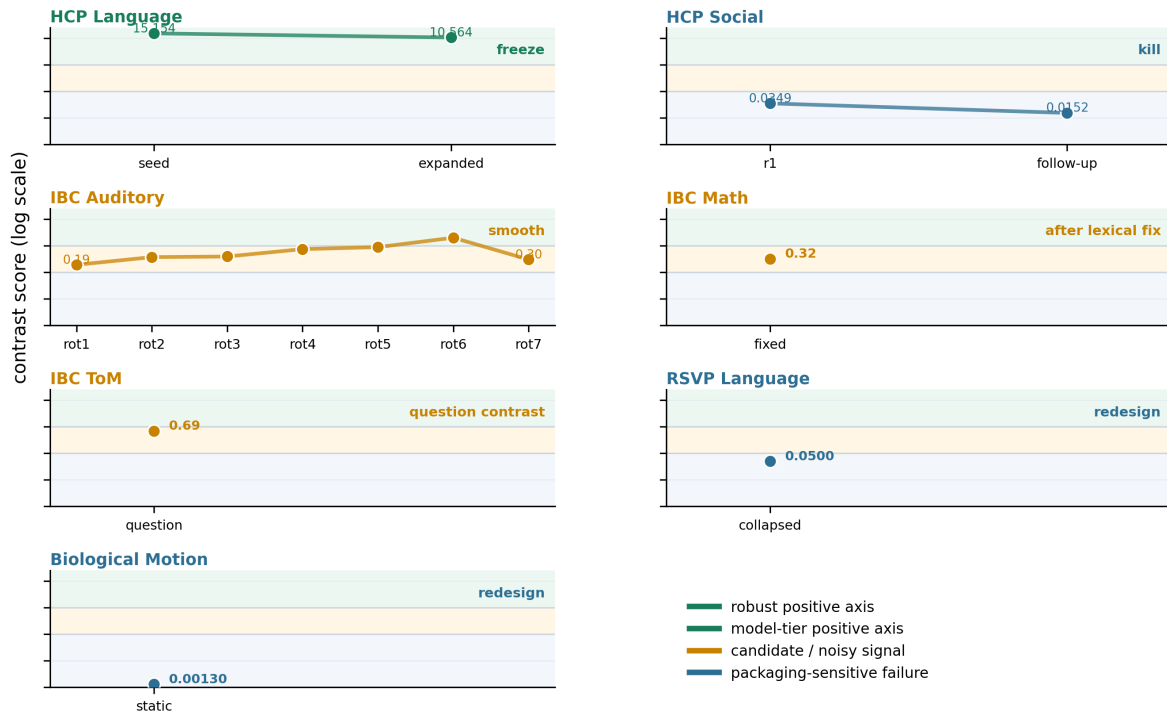 HCP Language
15.154
10.564
freeze
seed
expanded
HCP Social
kill
0.0349
0.0152
r1
follow-up
contrast score (log scale)
IBC Auditory
smooth
0.19
0.30
rot1
rot2
rot3
rot4
rot5
rot6
rot7
IBC Math
after lexical fix
0.32
fixed
IBC ToM
question contrast
0.69
question
RSVP Language
redesign
0.0500
collapsed
Biological Motion
redesign
0.00130
static
robust positive axis
model-tier positive axis
candidate / noisy signal
packaging-sensitive failure